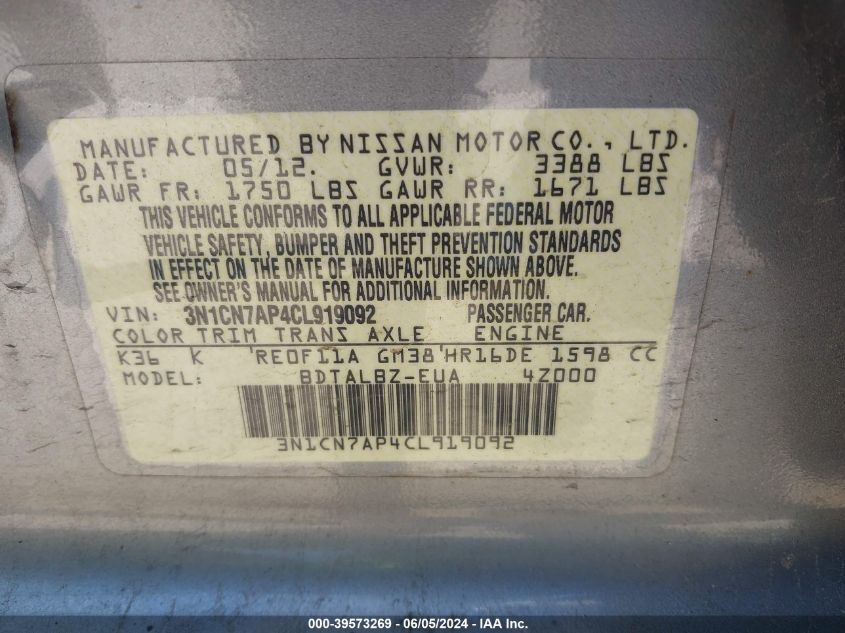 MANUFACTURED BY NISSAN MOTOR CO., LTD.
DATE: 05/12. GVWR: 3388 LBS
GAWR FR: 1750 LBS GAWR RR: 1671 LBS
THIS VEHICLE CONFORMS TO ALL APPLICABLE FEDERAL MOTOR
VEHICLE SAFETY, BUMPER AND THEFT PREVENTION STANDARDS
IN EFFECT ON THE DATE OF MANUFACTURE SHOWN ABOVE.
SEE OWNER'S MANUAL FOR ADDITIONAL INFORMATION.
VIN: 3N1CN7AP4CL919092 PASSENGER CAR.
COLOR TRIM TRANS AXLE ENGINE
K36 K RE0F11A GM38 HR16DE 1598 CC
MODEL: BDTALBZ-EUA 4Z000
3N1CN7AP4CL919092
000-39573269 - 06/05/2024 - IAA Inc.